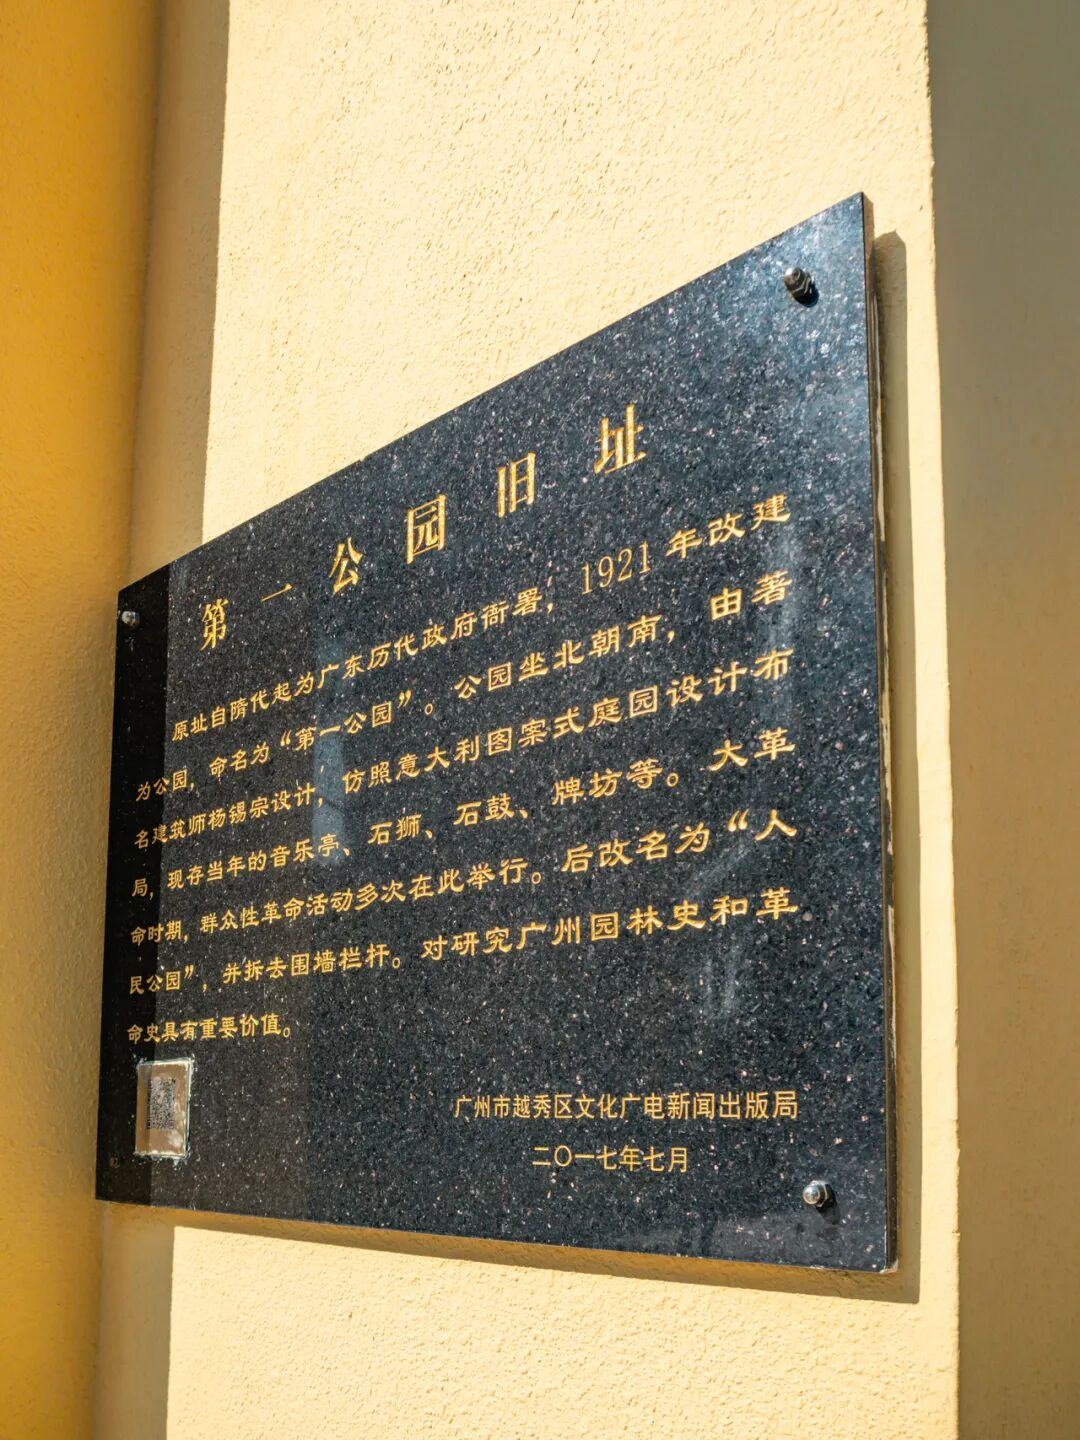 第一公园旧址
原址自隋代起为广东历代政府衙署，1921年改建
为公园，命名为“第一公园”。公园坐北朝南，由著
名建筑师杨锡宗设计，仿照意大利图案式庭园设计布
局，现存当年的音乐亭、石狮、石鼓、牌坊等。大革
命时期，群众性革命活动多次在此举行。后改名为“人
民公园”，并拆去围墙栏杆。对研究广州园林史和革
命史具有重要价值。
广州市越秀区文化广电新闻出版局
二〇一七年七月